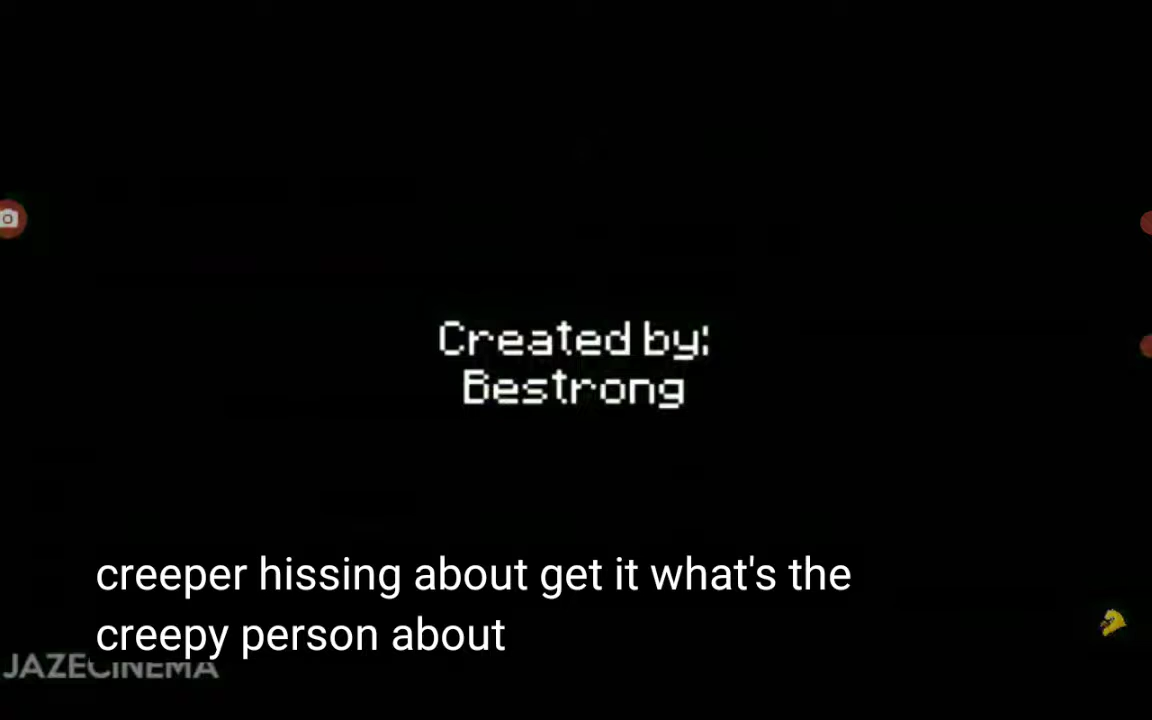 Created by:
Bestrong
creeper hissing about get it what's the
creepy person about
JAZECINEMA